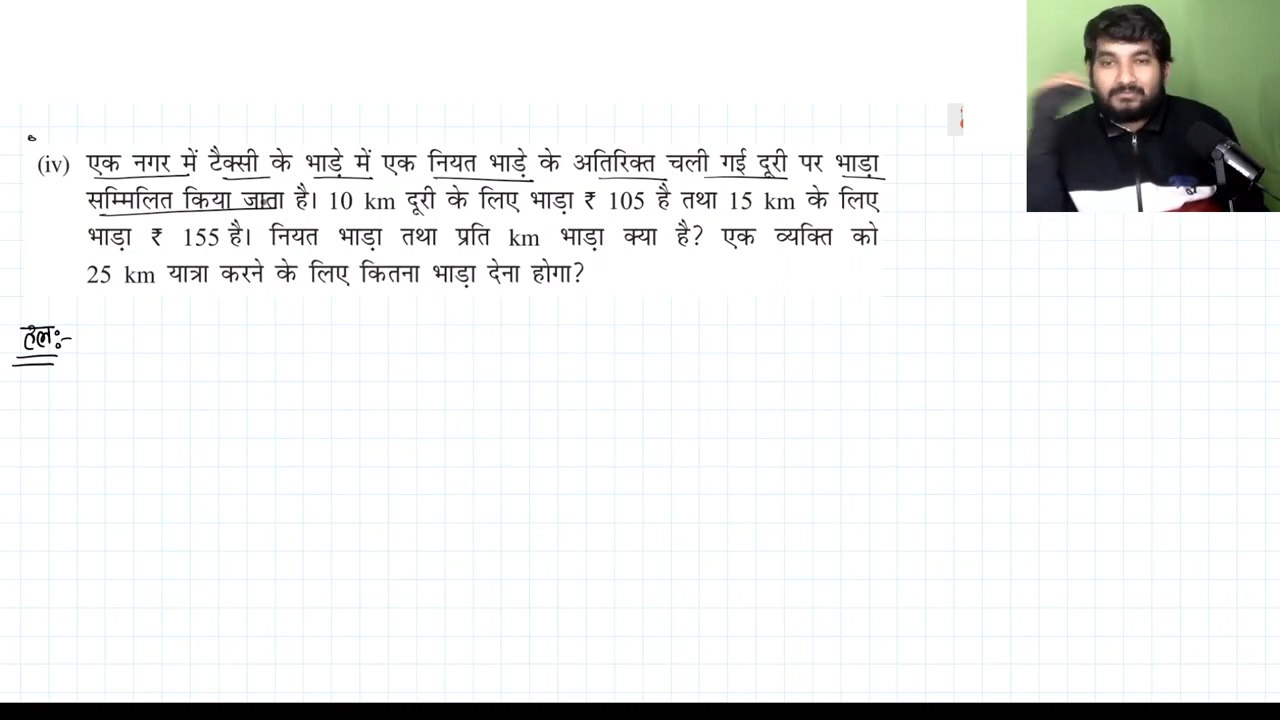 (iv) एक नगर में टैक्सी के भाड़े में एक नियत भाड़े के अतिरिक्त चली गई दूरी पर भाड़ा
सम्मिलित किया जाता है। 10 km दूरी के लिए भाड़ा ₹ 105 है तथा 15 km के लिए
भाड़ा ₹ 155 है। नियत भाड़ा तथा प्रति km भाड़ा क्या है? एक व्यक्ति को
25 km यात्रा करने के लिए कितना भाड़ा देना होगा?
हल:-